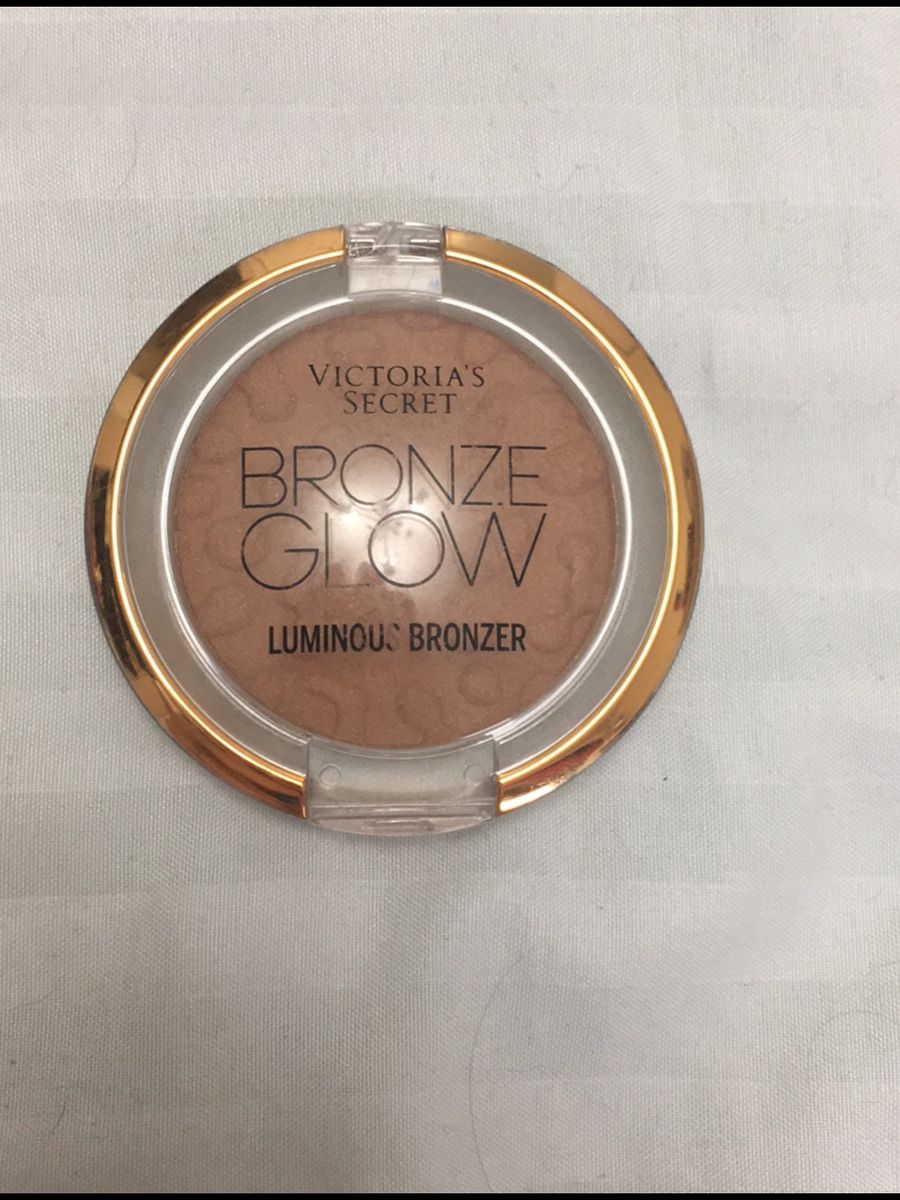 VICTORIA'S
SECRET
BRONZE
GLOW
LUMINOUS BRONZER